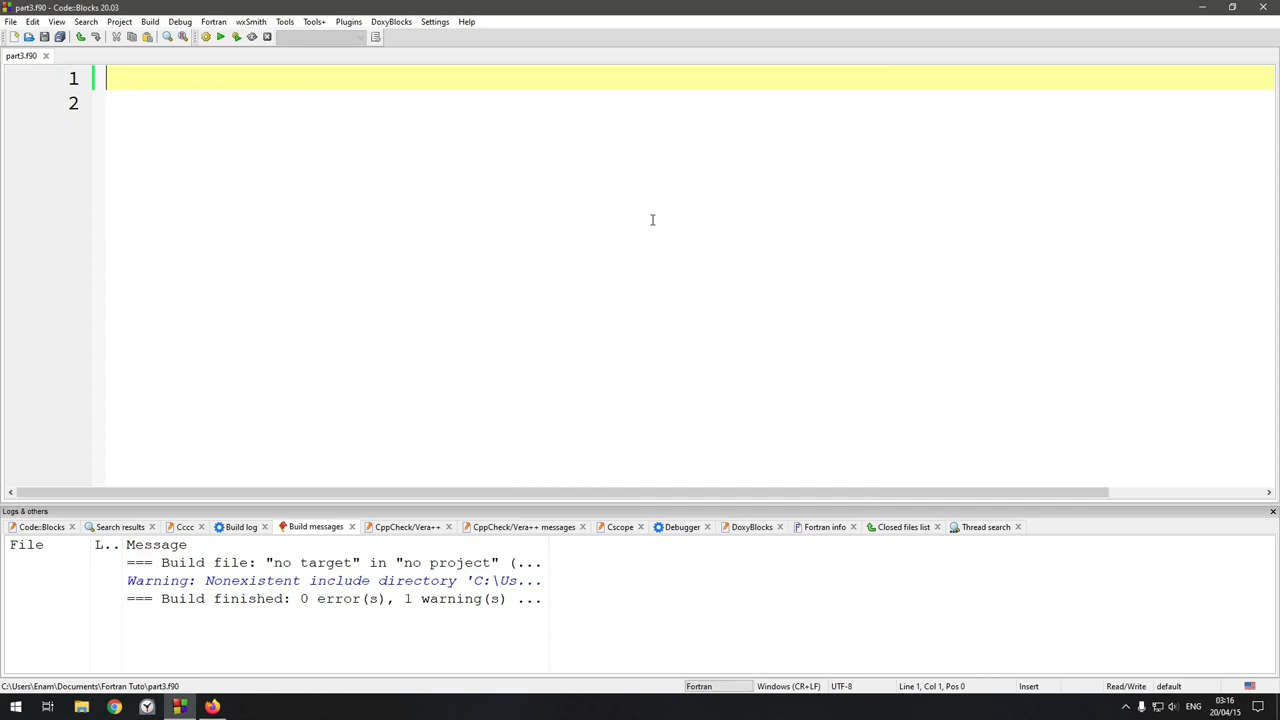 part3.f90 - Code::Blocks 20.03
File Edit View Search Project Build Debug Fortran wxSmith Tools Tools+ Plugins DoxyBlocks Settings Help
part3.f90
1
2
Logs & others
Code::Blocks Search results Cccc Build log Build messages CppCheck/Vera++ CppCheck/Vera++ messages Cscope Debugger DoxyBlocks Fortran info Closed files list Thread search
File L.. Message
=== Build file: "no target" in "no project" (...
Warning: Nonexistent include directory 'C:\Us...
=== Build finished: 0 error(s), 1 warning(s) ...
C:\Users\Enam\Documents\Fortran Tuto\part3.f90 Fortran Windows (CR+LF) UTF-8 Line 1, Col 1, Pos 0 Insert Read/Write default
ENG 03:16
20/04/15